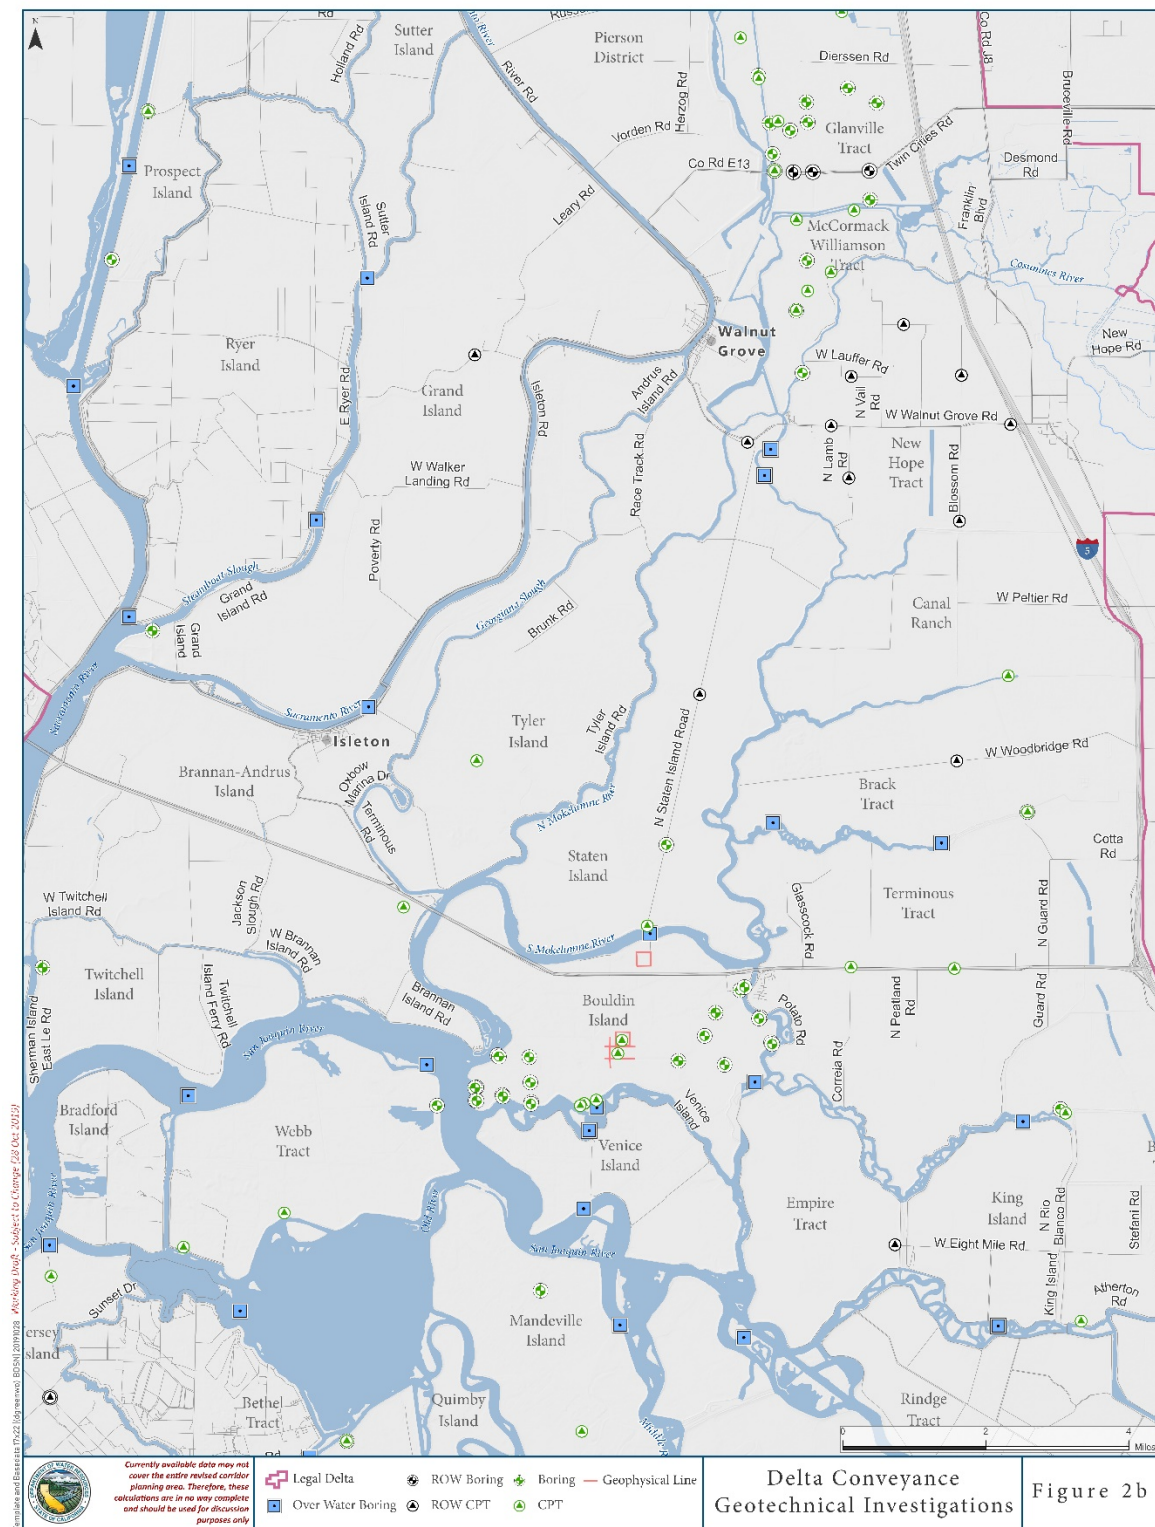 N
Rd
Sutter
Island
Holland Rd
River Rd
Pierson
District
Dierssen Rd
Co Rd J8
Bruceville Rd
Herzog Rd
Vorden Rd
Glanville
Tract
Twin Cities Rd
Co Rd E13
Desmond
Rd
Prospect
Island
Sutter
Island Rd
Leary Rd
Franklin
Blvd
McCormack
Williamson
Tract
Cosumnes River
New
Hope Rd
Walnut
Grove
Ryer
Island
E Ryer Rd
Grand
Island
Isleton Rd
Andrus
Island Rd
W Lauffer Rd
N Vail
Rd
W Walnut Grove Rd
Race Track Rd
N Lamb
Rd
New
Hope
Tract
Blossom Rd
W Walker
Landing Rd
Poverty Rd
5
Steamboat Slough
Grand
Island Rd
Georgiana Slough
Brunk Rd
Canal
Ranch
W Peltier Rd
Grand
Island
Sacramento River
Sacramento River
Isleton
Tyler
Island
Tyler
Island Rd
N Staten Island Road
W Woodbridge Rd
Brannan-Andrus
Island
Oxbow
Marina Dr
Terminous
Rd
N Mokelumne River
Brack
Tract
Cotta
Rd
Staten
Island
W Twitchell
Island Rd
Jackson
Slough Rd
Glasscock Rd
Terminous
Tract
N Guard Rd
W Brannan
Island Rd
S Mokelumne River
Twitchell
Island
Twitchell
Island Ferry Rd
Brannan
Island Rd
Bouldin
Island
Potato Rd
N Peatland
Rd
Guard Rd
Sherman Island
East Le Rd
San Joaquin River
Correia Rd
Bradford
Island
Webb
Tract
Venice
Island
Venice
Island
San Joaquin River
Old River
San Joaquin River
Empire
Tract
King
Island
N Rio
Blanco Rd
Stefani Rd
W Eight Mile Rd
King Island
Atherton
Rd
Sunset Dr
ersey
sland
Mandeville
Island
Bethel
Tract
Quimby
Island
Middle R
Rindge
Tract
Rd
0 2 4
Miles
Working Draft - Subject to Change (28 Oct 2019)
Currently available data may not
cover the entire revised corridor
planning area. Therefore, these
calculations are in no way complete
and should be used for discussion
purposes only
Legal Delta
ROW Boring
Boring
Geophysical Line
Over Water Boring
ROW CPT
CPT
Delta Conveyance
Geotechnical Investigations
Figure 2b